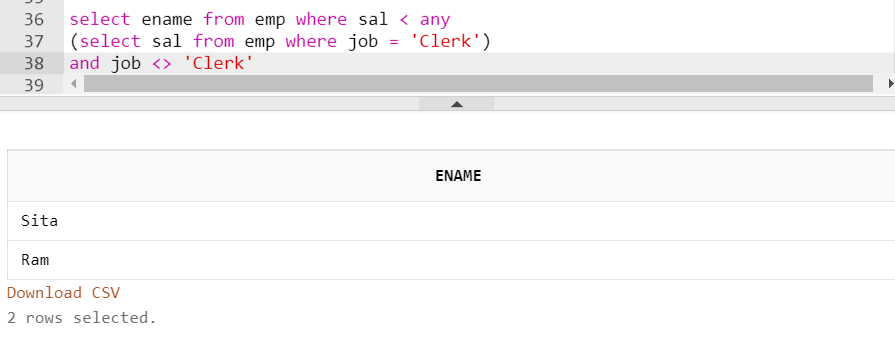 36 select ename from emp where sal < any
37 (select sal from emp where job = 'Clerk')
38 and job <> 'Clerk'
39
ENAME
Sita
Ram
Download CSV
2 rows selected.